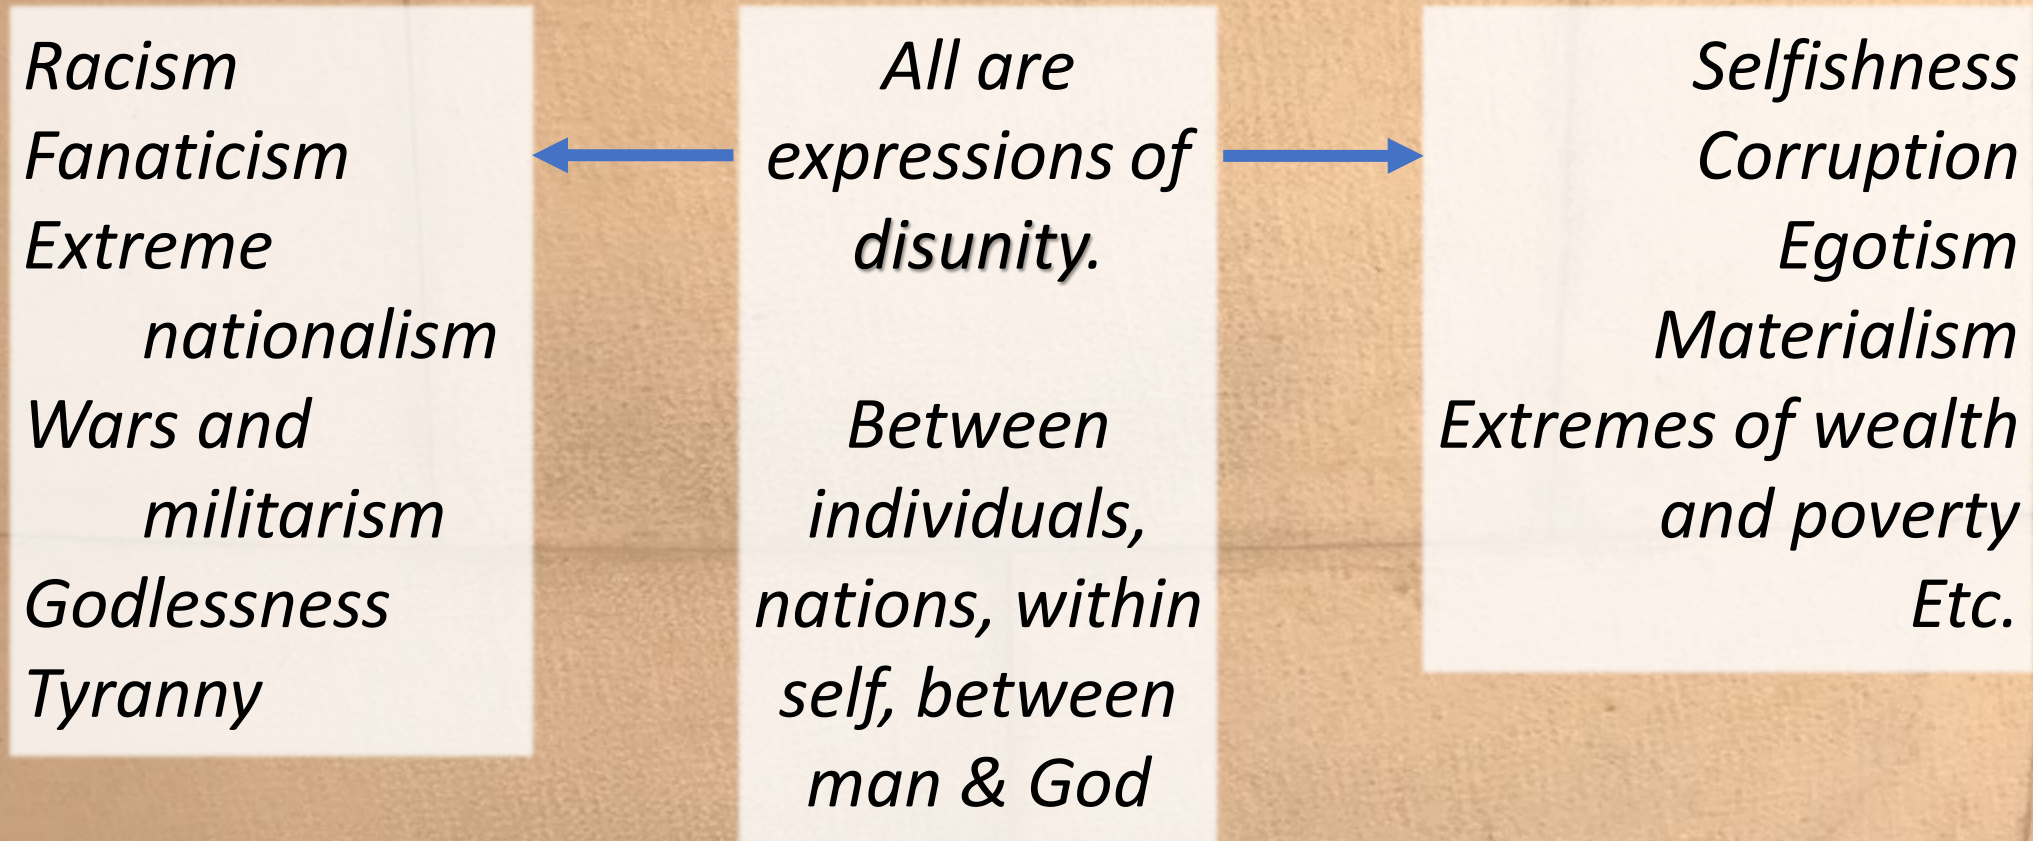 Racism
Fanaticism
Extreme
nationalism
Wars and
militarism
Godlessness
Tyranny
All are
expressions of
disunity.
Between
individuals,
nations, within
self, between
man & God
Selfishness
Corruption
Egotism
Materialism
Extremes of wealth
and poverty
Etc.